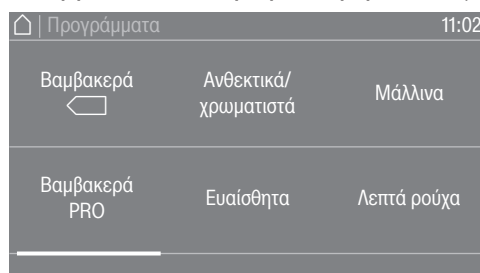 | Προγράμματα 11:02
Βαμβακερά
Ανθεκτικά/
χρωματιστά
Μάλλινα
Βαμβακερά
PRO
Ευαίσθητα
Λεπτά ρούχα